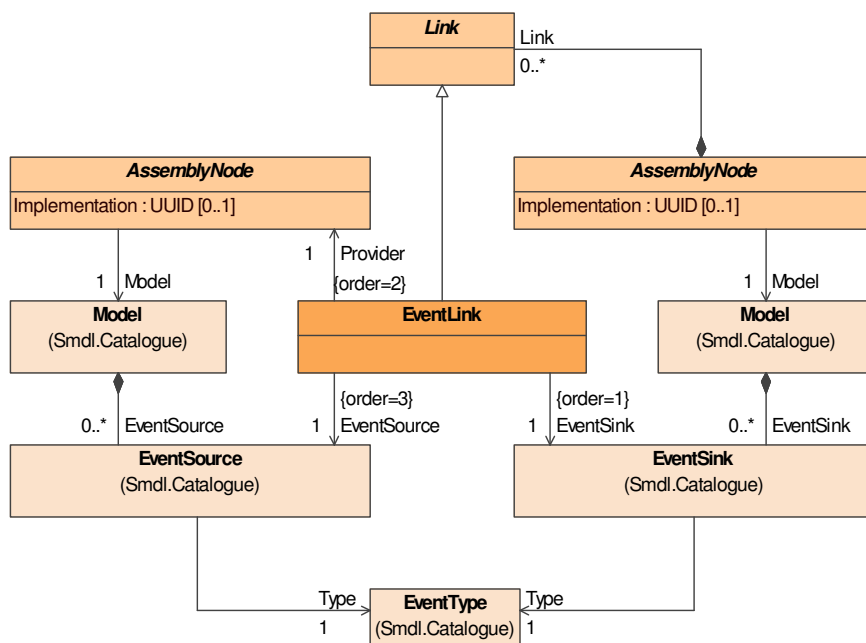 Link
Link
0..*
AssemblyNode
Implementation : UUID [0..1]
AssemblyNode
Implementation : UUID [0..1]
1 Model
1 Provider
{order=2}
1 Model
Model
(Smdl.Catalogue)
EventLink
Model
(Smdl.Catalogue)
{order=3}
{order=1}
0..* EventSource
1 EventSource
1 EventSink
0..* EventSink
EventSource
(Smdl.Catalogue)
EventSink
(Smdl.Catalogue)
Type
1
EventType
(Smdl.Catalogue)
Type
1